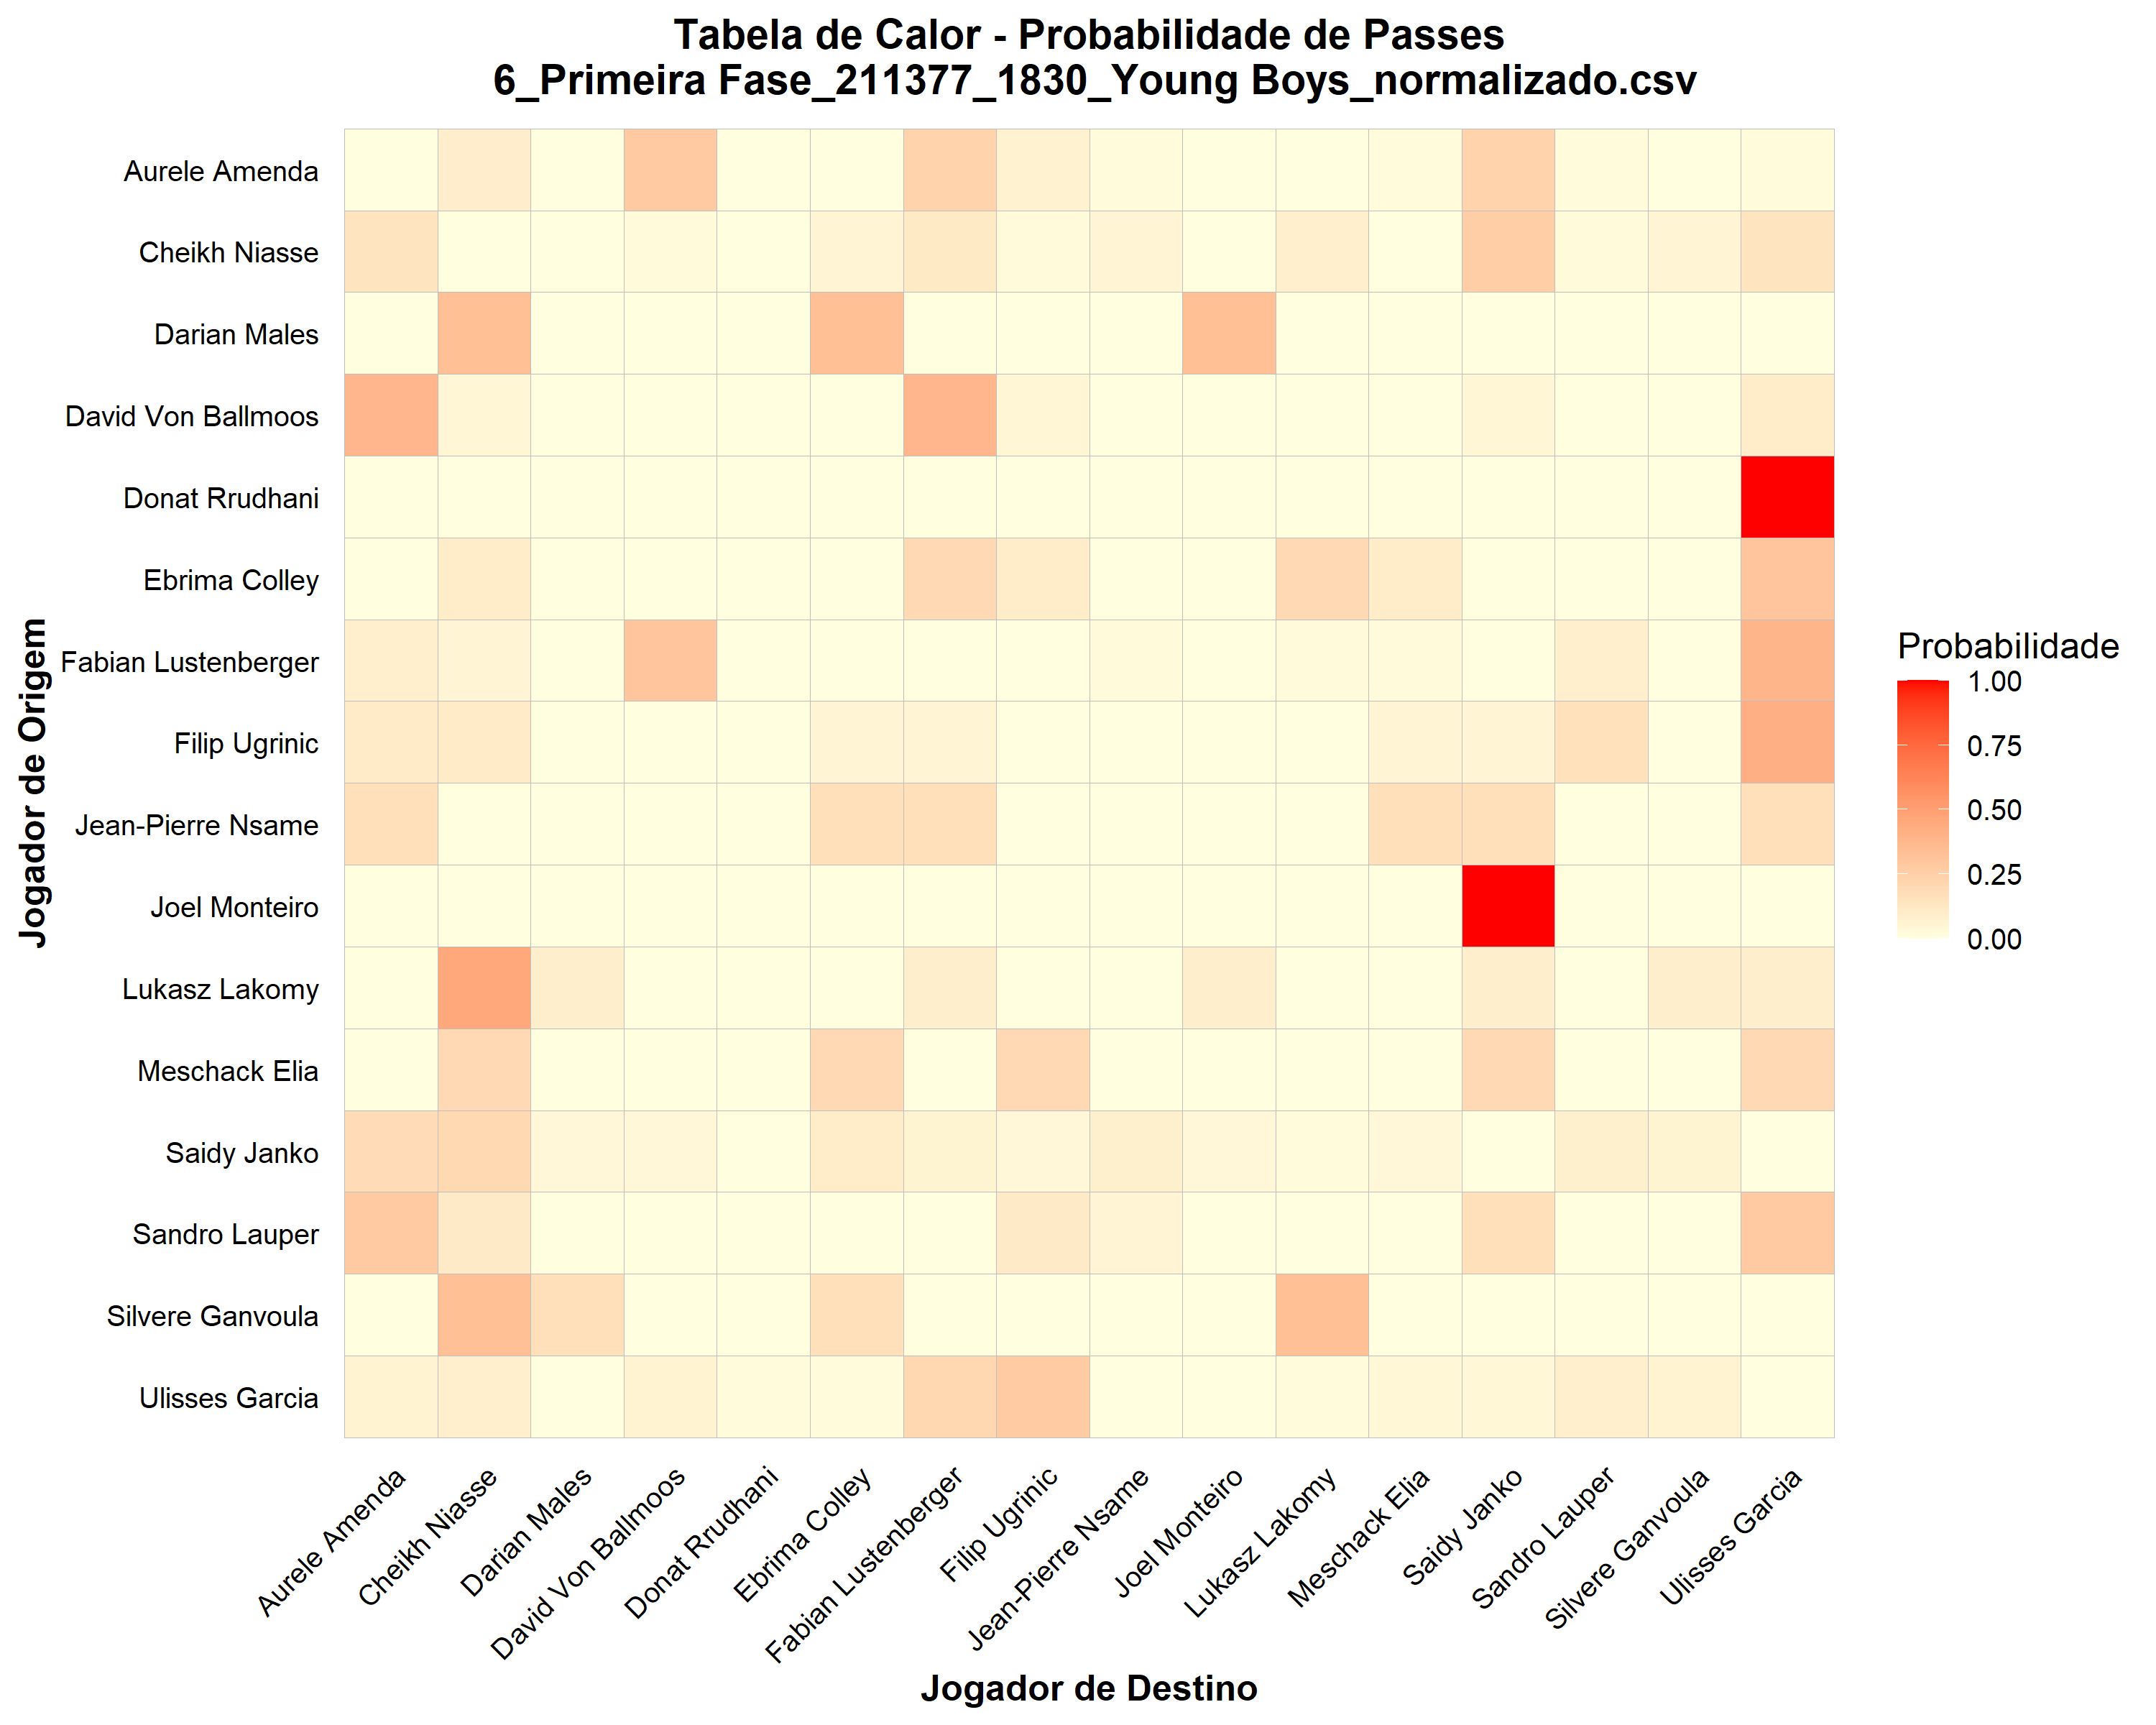 Tabela de Calor - Probabilidade de Passes
6_Primeira Fase_211377_1830_Young Boys_normalizado.csv
Jogador de Origem
Aurele Amenda
Cheikh Niasse
Darian Males
David Von Ballmoos
Donat Rrudhani
Ebrima Colley
Fabian Lustenberger
Filip Ugrinic
Jean-Pierre Nsame
Joel Monteiro
Lukasz Lakomy
Meschack Elia
Saidy Janko
Sandro Lauper
Silvere Ganvoula
Ulisses Garcia
Aurele Amenda
Cheikh Niasse
Darian Males
David Von Ballmoos
Donat Rrudhani
Ebrima Colley
Fabian Lustenberger
Filip Ugrinic
Jean-Pierre Nsame
Joel Monteiro
Lukasz Lakomy
Meschack Elia
Saidy Janko
Sandro Lauper
Silvere Ganvoula
Ulisses Garcia
Jogador de Destino
Probabilidade
1.00
0.75
0.50
0.25
0.00